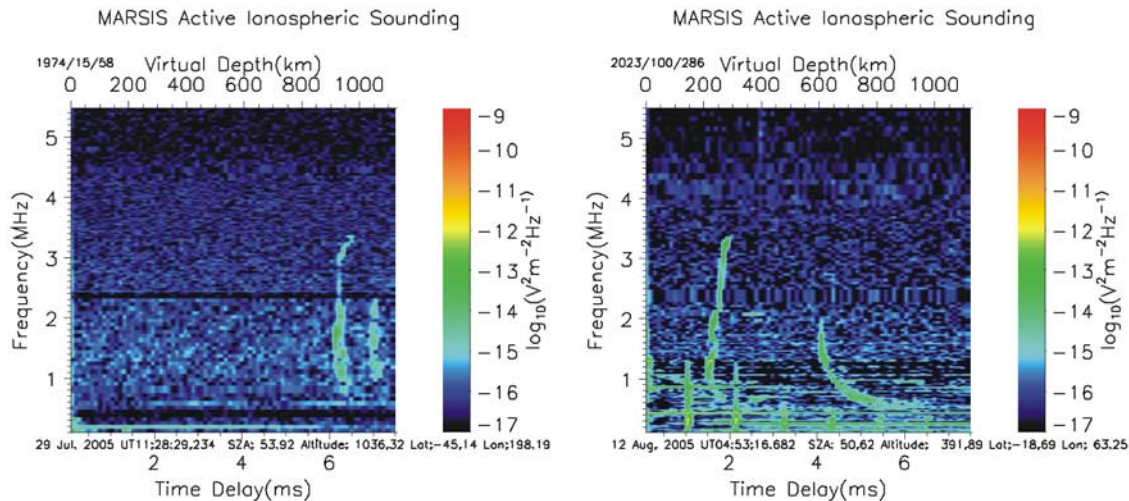 MARSIS Active Ionospheric Sounding
1974/15/58 Virtual Depth(km)
0 200 400 600 800 1000
5
4
3
2
1
Frequency(MHz)
29 Jul, 2005 UT11:28:29,234 SZA: 53.92 Altitude: 1036,32 Lat;-45,14 Lon;198.19
2 4 6
Time Delay(ms)
-9
-10
-11
-12
-13
-14
-15
-16
-17
log10(V²m⁻²Hz⁻¹)
MARSIS Active Ionospheric Sounding
2023/100/286 Virtual Depth(km)
0 200 400 600 800 1000
5
4
3
2
1
Frequency(MHz)
12 Aug, 2005 UT04:53:16.682 SZA: 50,62 Altitude: 391,89 Lat;-18,69 Lon; 63.25
2 4 6
Time Delay(ms)
-9
-10
-11
-12
-13
-14
-15
-16
-17
log10(V²m⁻²Hz⁻¹)